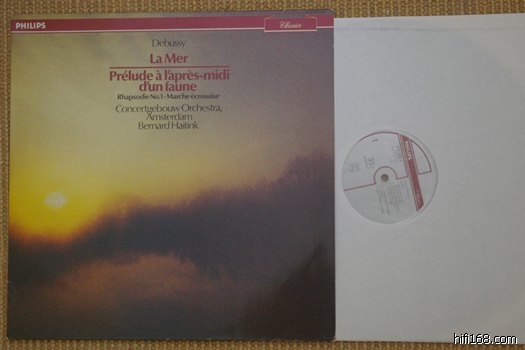 PHILIPS
Classics
Debussy
La Mer
Prélude à l'après-midi
d'un faune
Rhapsodie No.1 · Marche écossaise
Concertgebouw Orchestra,
Amsterdam
Bernard Haitink
33
hifi168.com